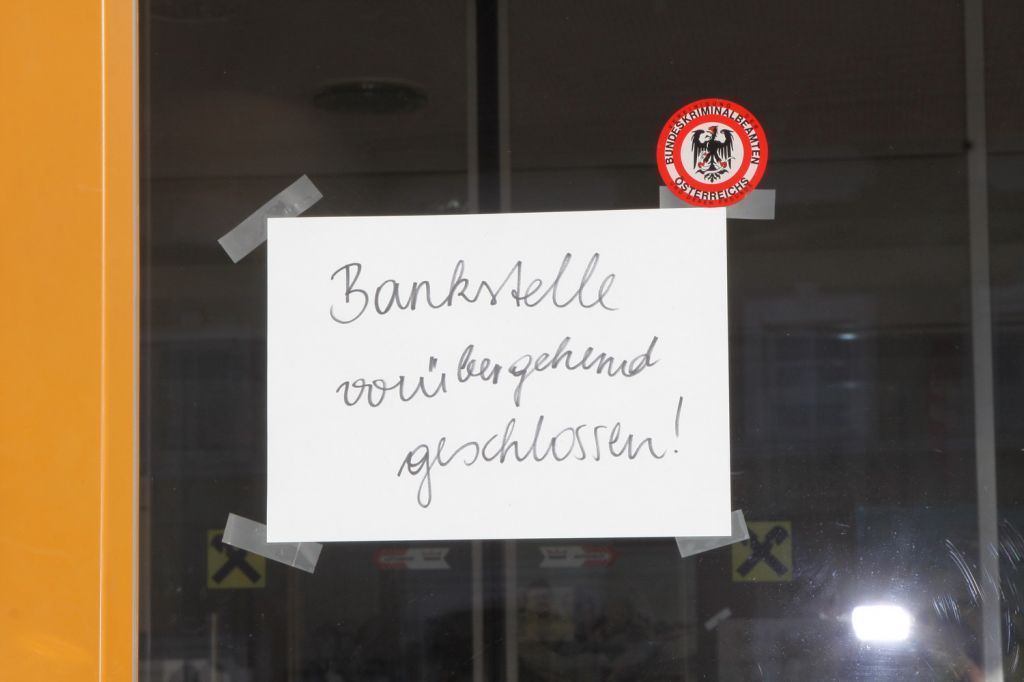 BUNDESKRIMINALBEAMTEN
ÖSTERREICHS
Bankstelle
vorübergehend
geschlossen!